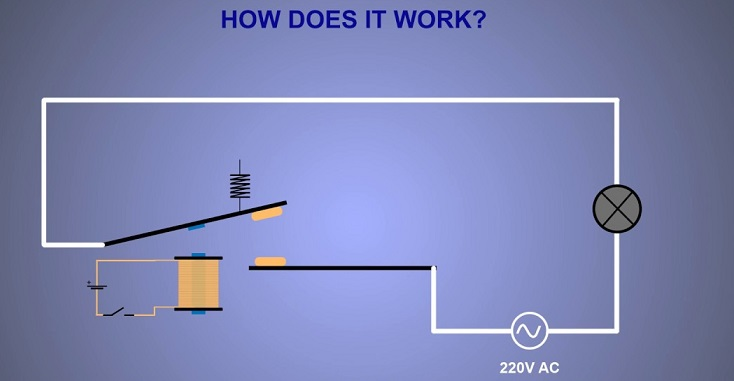 HOW DOES IT WORK?
+
220V AC